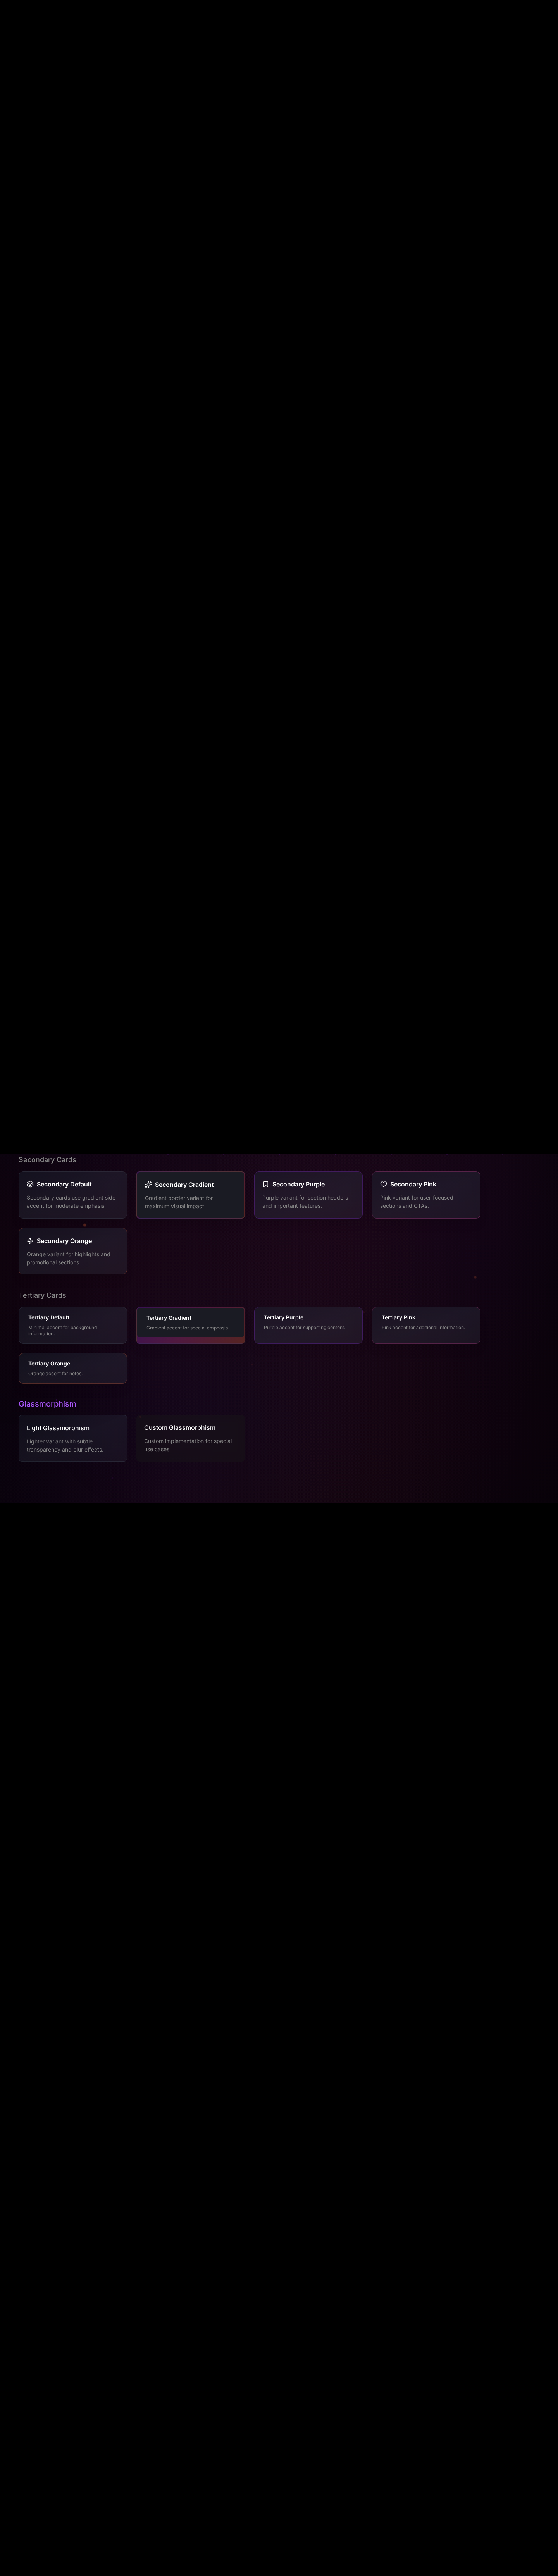 Secondary Cards
Secondary Default
Secondary cards use gradient side
accent for moderate emphasis.
Secondary Gradient
Gradient border variant for
maximum visual impact.
Secondary Purple
Purple variant for section headers
and important features.
Secondary Pink
Pink variant for user-focused
sections and CTAs.
Secondary Orange
Orange variant for highlights and
promotional sections.
Tertiary Cards
Tertiary Default
Minimal accent for background
information.
Tertiary Gradient
Gradient accent for special emphasis.
Tertiary Purple
Purple accent for supporting content.
Tertiary Pink
Pink accent for additional information.
Tertiary Orange
Orange accent for notes.
Glassmorphism
Light Glassmorphism
Lighter variant with subtle
transparency and blur effects.
Custom Glassmorphism
Custom implementation for special
use cases.